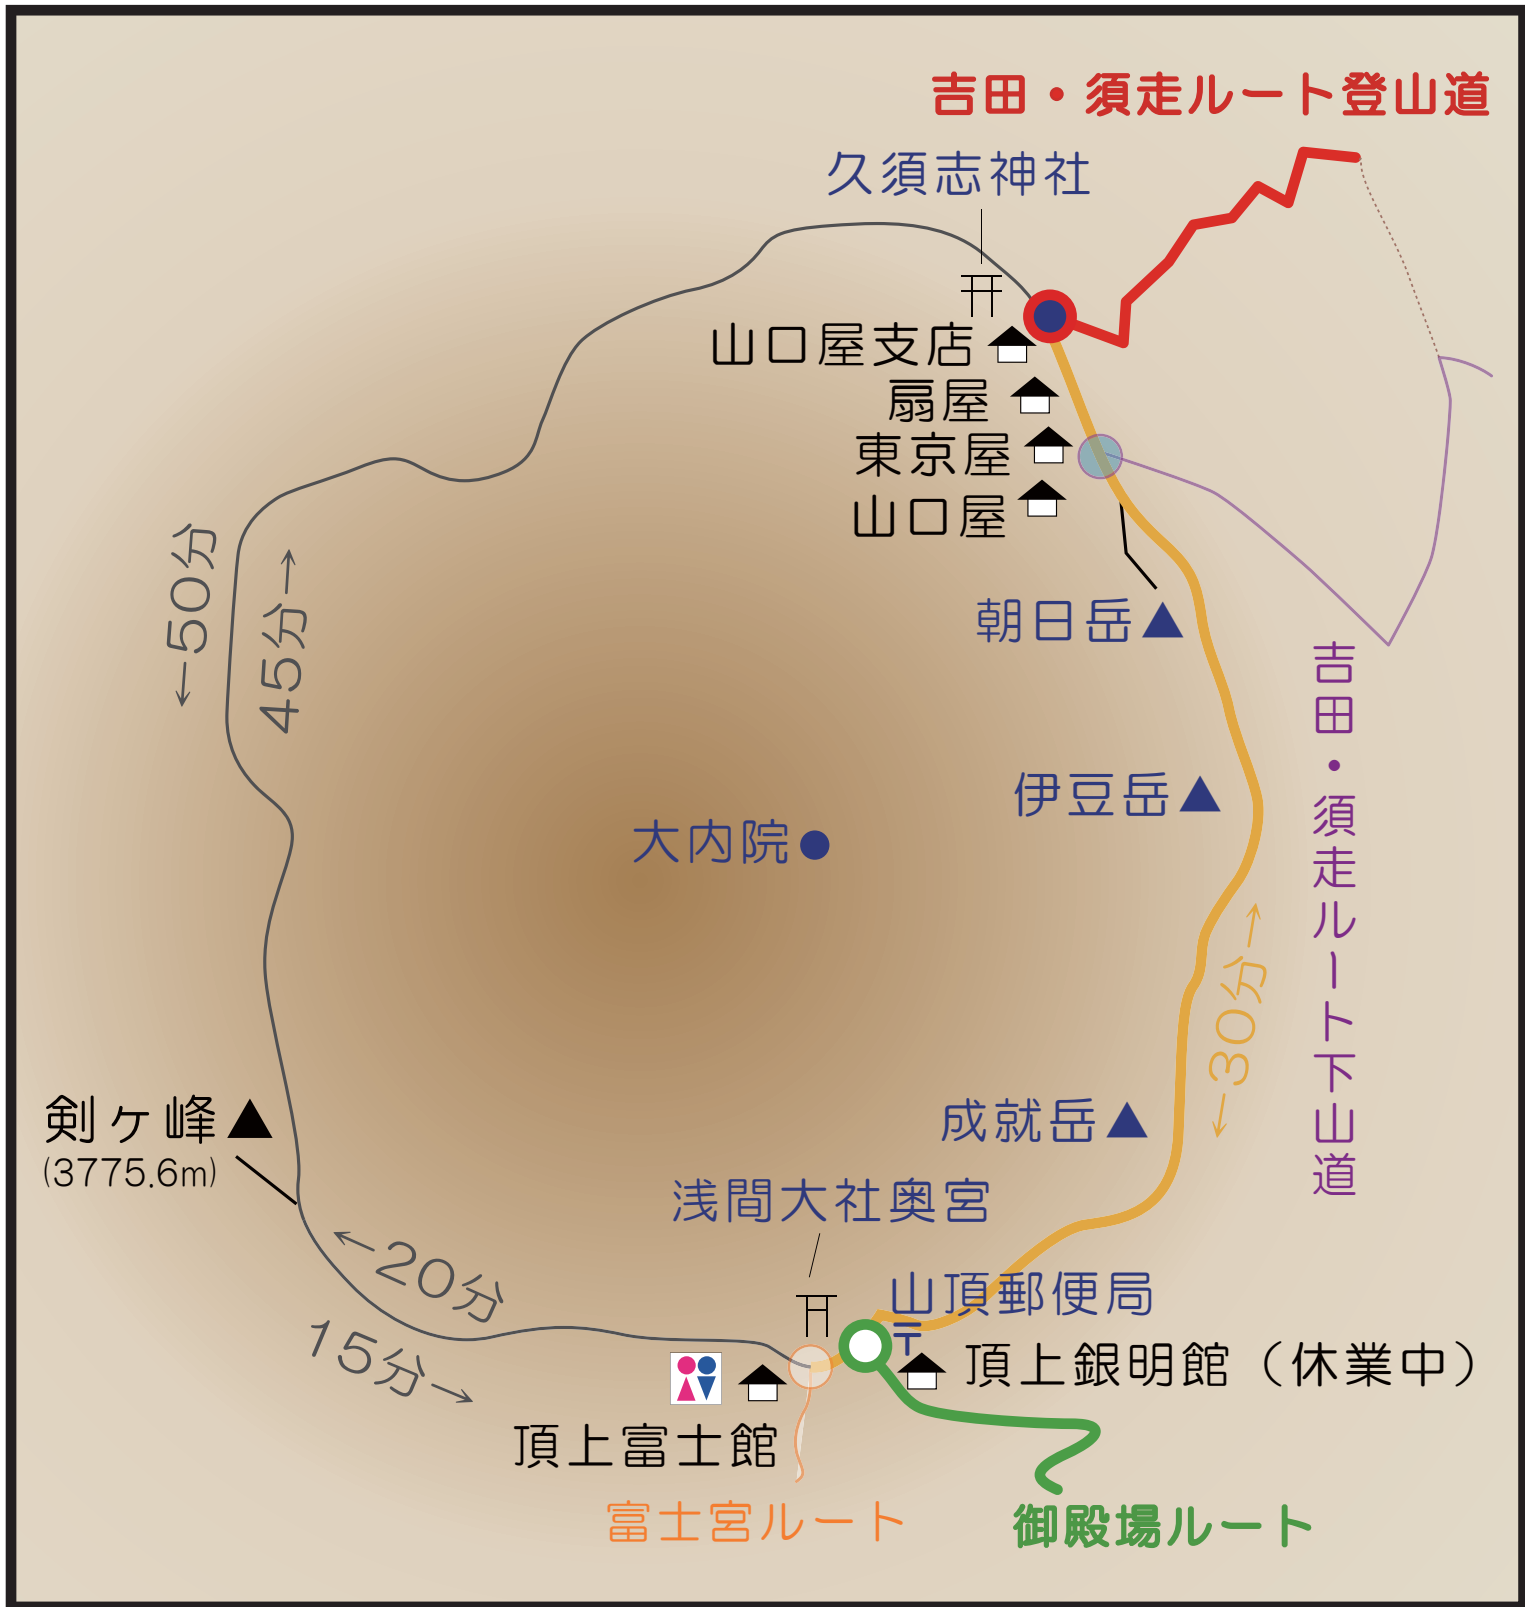 吉田・須走ルート登山道
久須志神社
山口屋支店
扇屋
東京屋
山口屋
←50分
45分→
朝日岳
吉田・須走ルート下山道
伊豆岳
大内院
←30分→
剣ヶ峰
(3775.6m)
成就岳
浅間大社奥宮
←20分
15分→
山頂郵便局
〒
頂上銀明館（休業中）
頂上富士館
富士宮ルート
御殿場ルート